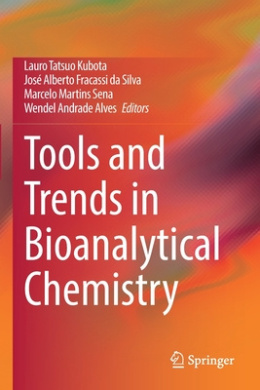 Lauro Tatsuo Kubota
José Alberto Fracassi da Silva
Marcelo Martins Sena
Wendel Andrade Alves Editors
Tools and
Trends in
Bioanalytical
Chemistry
Springer